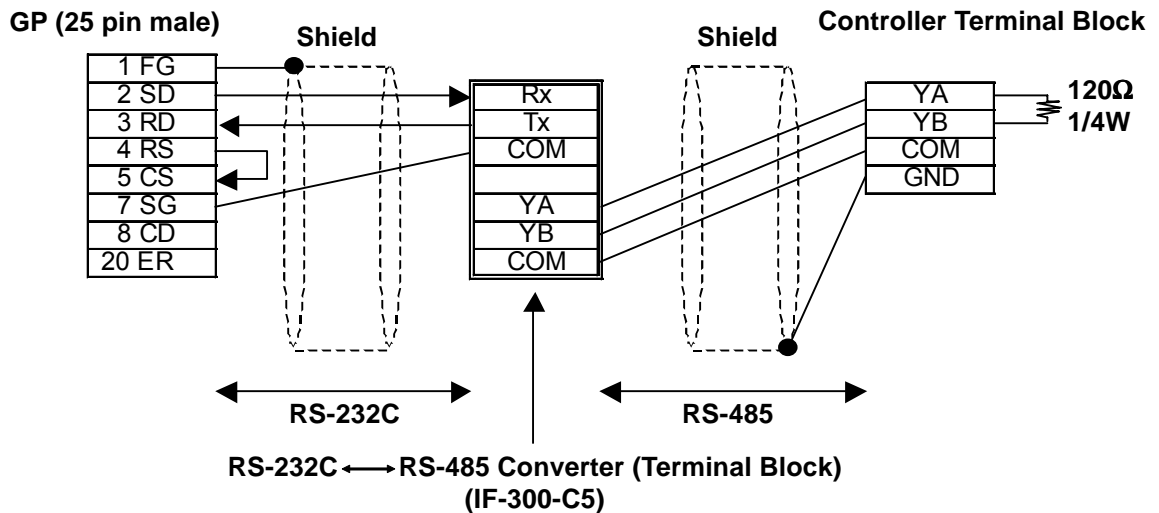 GP (25 pin male)
Shield
Shield
Controller Terminal Block
1 FG
2 SD
3 RD
4 RS
5 CS
7 SG
8 CD
20 ER
Rx
Tx
COM
YA
YB
COM
YA
YB
COM
GND
120Ω
1/4W
RS-232C
RS-485
RS-232C ⟷ RS-485 Converter (Terminal Block)
(IF-300-C5)